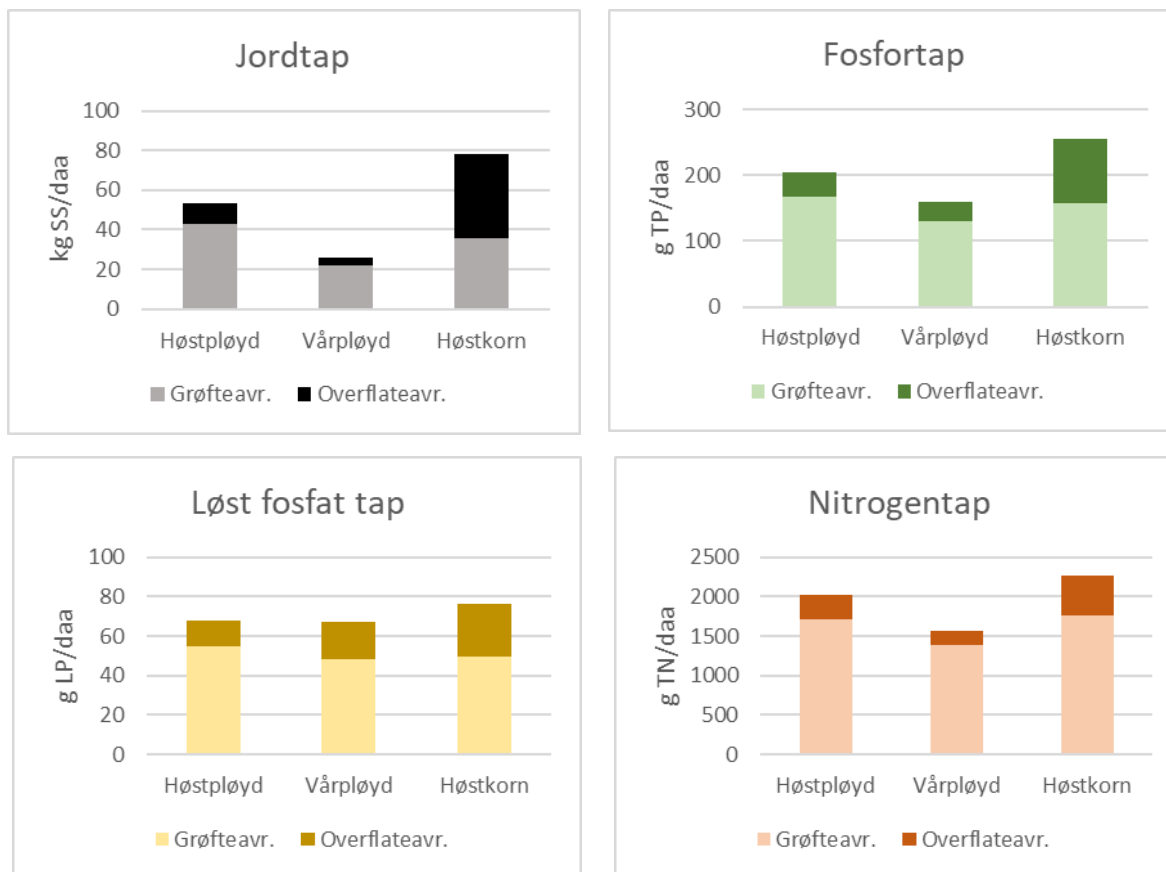 Jordtap
kg SS/daa
100
80
60
40
20
0
Høstpløyd Vårpløyd Høstkorn
Grøfteavr. Overflateavr.
Fosfortap
g TP/daa
300
200
100
0
Høstpløyd Vårpløyd Høstkorn
Grøfteavr. Overflateavr.
Løst fosfat tap
g LP/daa
100
80
60
40
20
0
Høstpløyd Vårpløyd Høstkorn
Grøfteavr. Overflateavr.
Nitrogentap
g TN/daa
2500
2000
1500
1000
500
0
Høstpløyd Vårpløyd Høstkorn
Grøfteavr. Overflateavr.